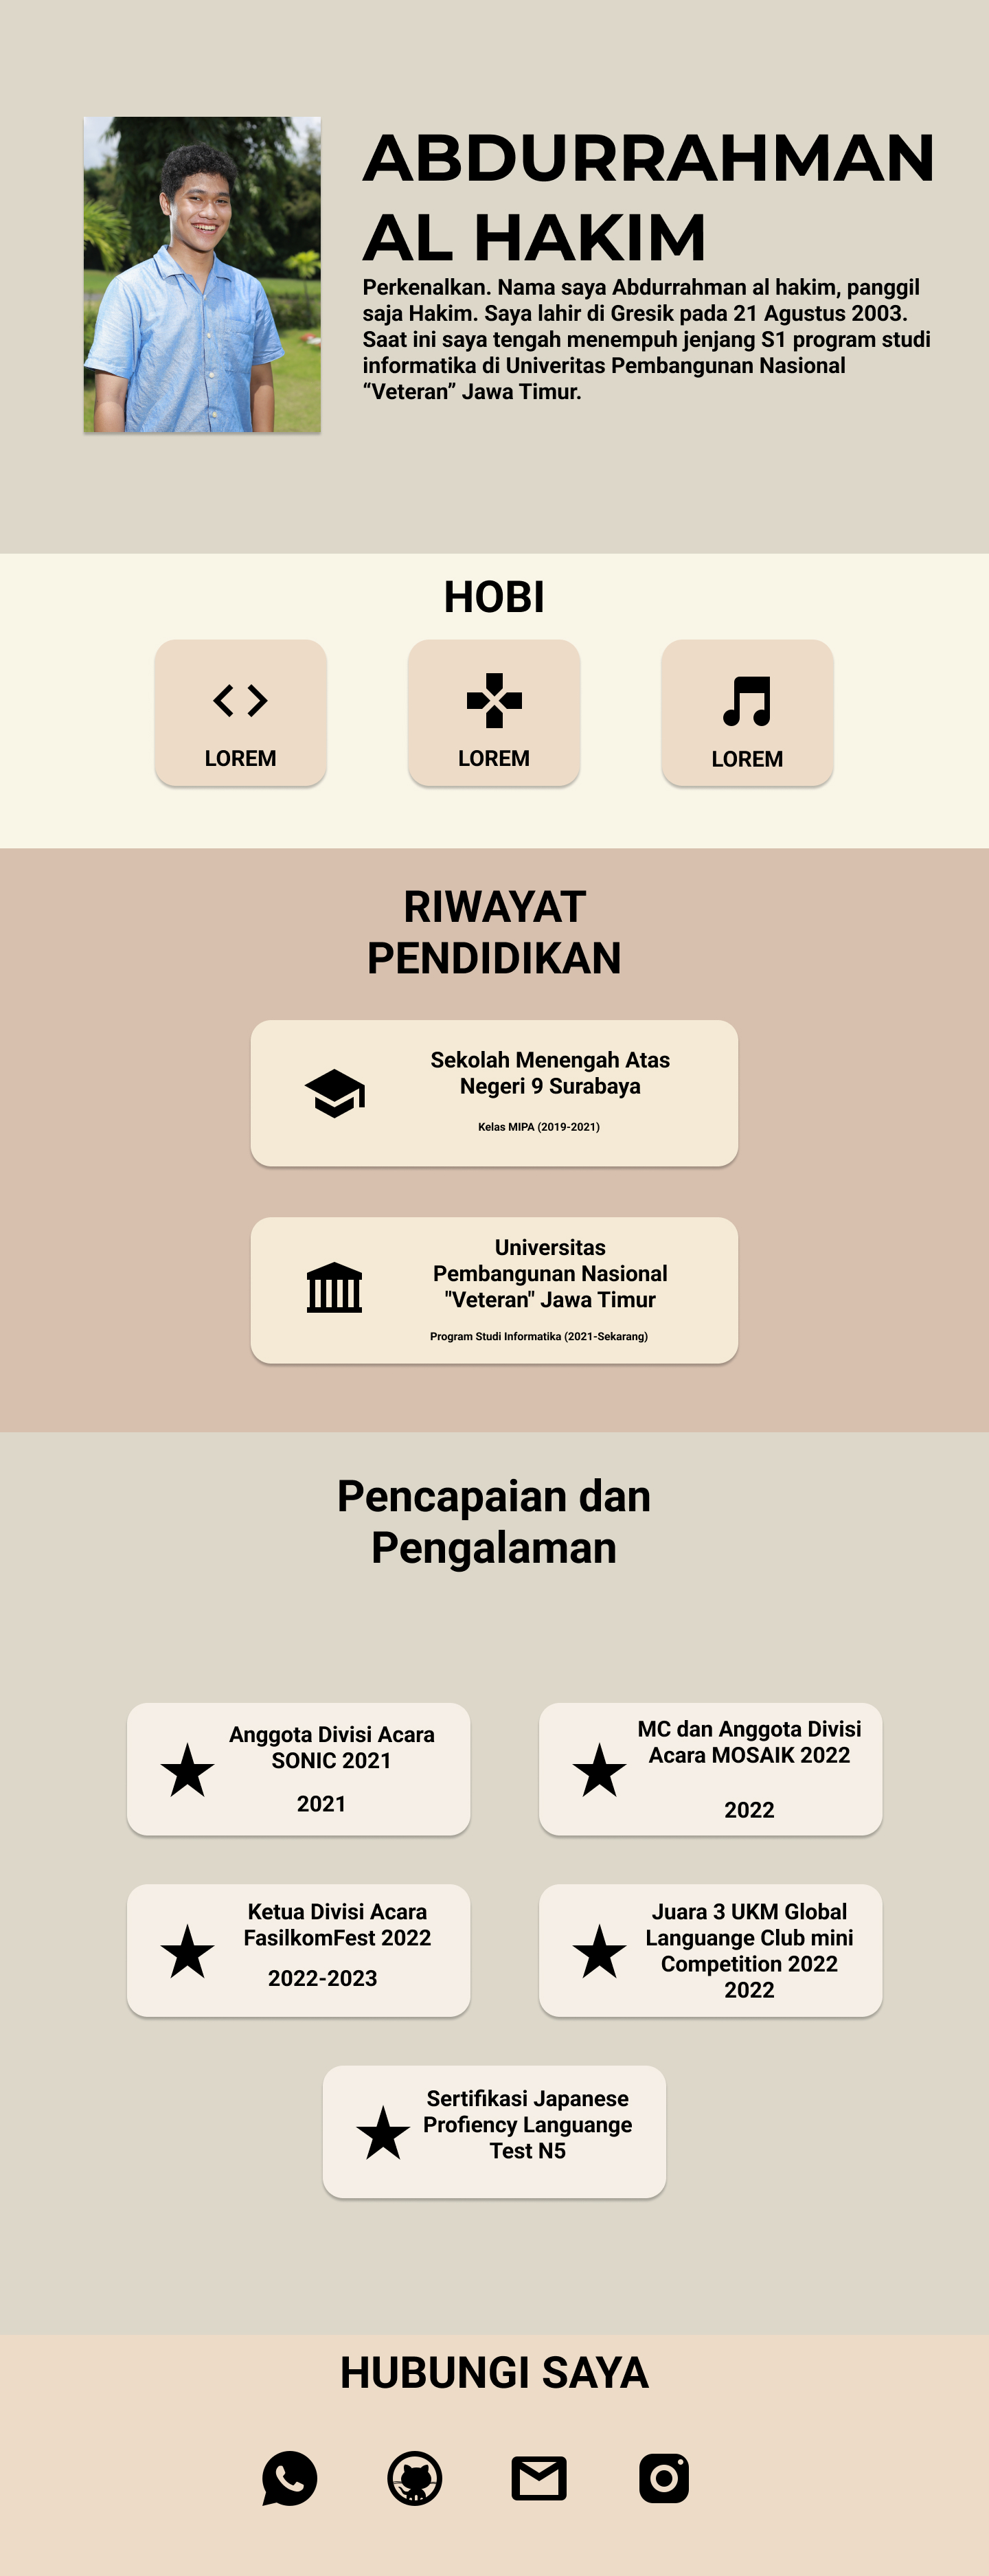 ABDURRAHMAN
AL HAKIM
Perkenalkan. Nama saya Abdurrahman al hakim, panggil
saja Hakim. Saya lahir di Gresik pada 21 Agustus 2003.
Saat ini saya tengah menempuh jenjang S1 program studi
informatika di Univeritas Pembangunan Nasional
“Veteran” Jawa Timur.
HOBI
LOREM
LOREM
LOREM
RIWAYAT
PENDIDIKAN
Sekolah Menengah Atas
Negeri 9 Surabaya
Kelas MIPA (2019-2021)
Universitas
Pembangunan Nasional
"Veteran" Jawa Timur
Program Studi Informatika (2021-Sekarang)
Pencapaian dan
Pengalaman
Anggota Divisi Acara
SONIC 2021
2021
MC dan Anggota Divisi
Acara MOSAIK 2022
2022
Ketua Divisi Acara
FasilkomFest 2022
2022-2023
Juara 3 UKM Global
Languange Club mini
Competition 2022
2022
Sertifikasi Japanese
Profiency Languange
Test N5
HUBUNGI SAYA